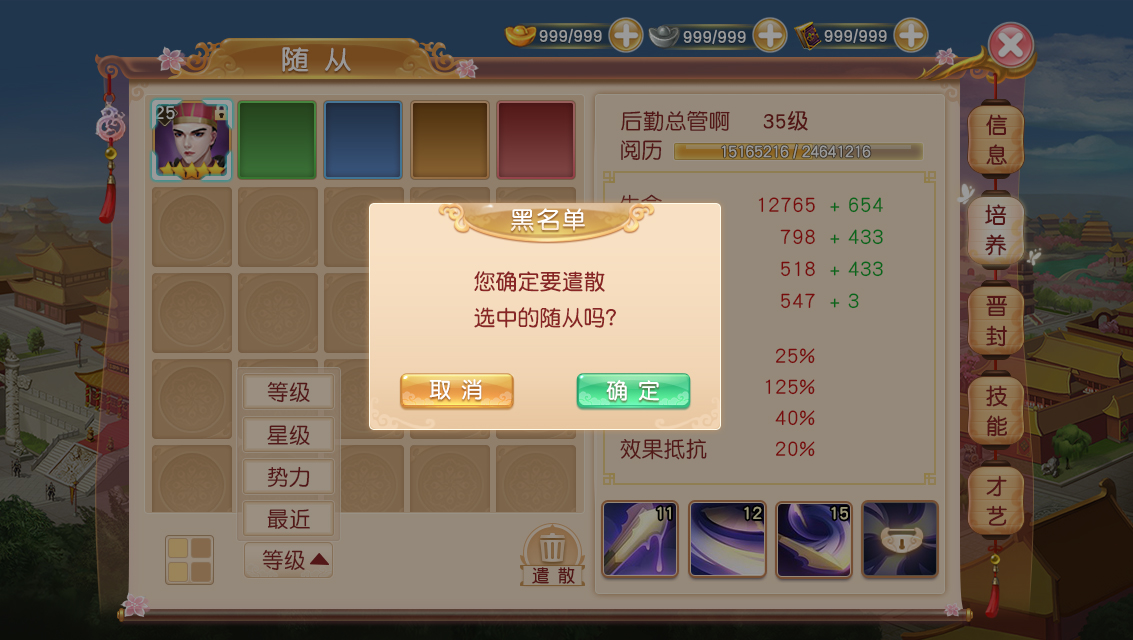 随从
999/999
999/999
999/999
25
后勤总管啊 35级
阅历 15165216 / 24641216
12765 + 654
798 + 433
518 + 433
547 + 3
25%
125%
40%
效果抵抗 20%
黑名单
您确定要遣散
选中的随从吗?
取消
确定
等级
星级
势力
最近
等级
遣散
11
12
15
信息
培养
晋封
技能
才艺